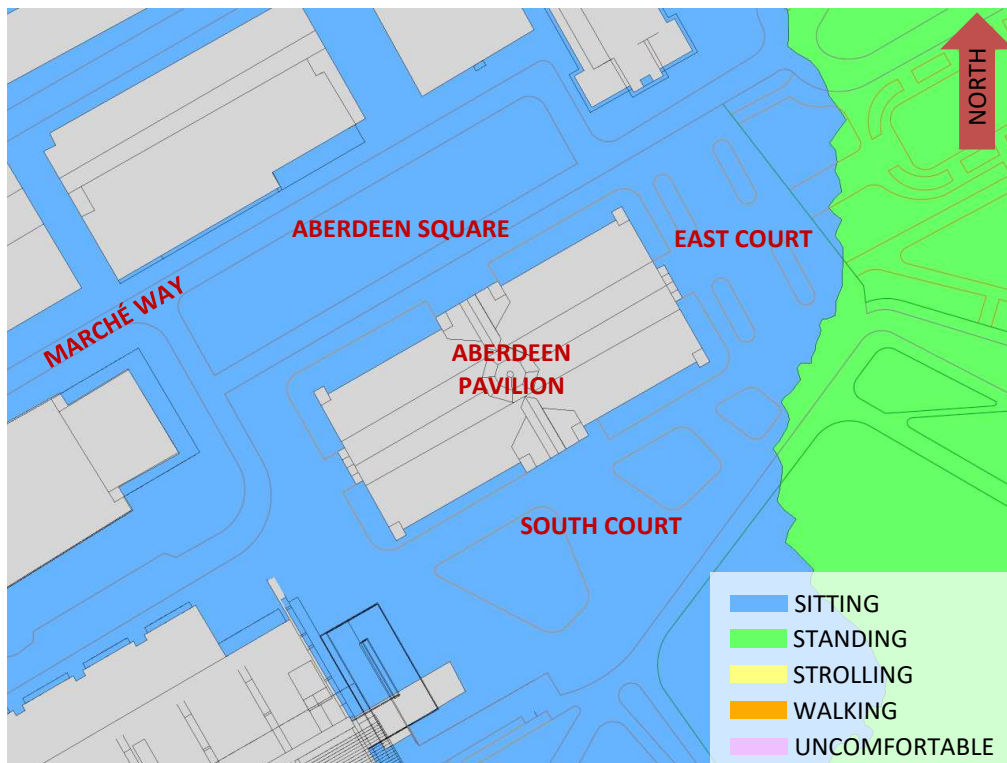 NORTH
ABERDEEN SQUARE
EAST COURT
MARCHÉ WAY
ABERDEEN
PAVILION
SOUTH COURT
SITTING
STANDING
STROLLING
WALKING
UNCOMFORTABLE